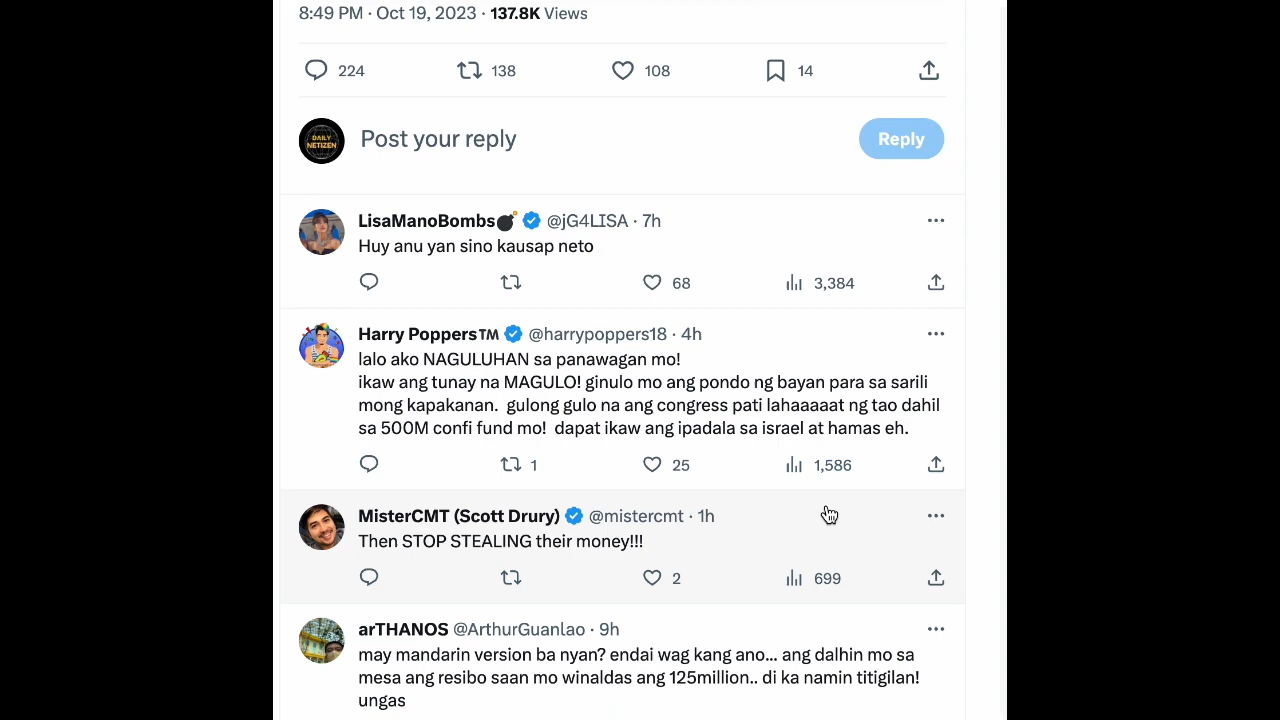 8:49 PM · Oct 19, 2023 · 137.8K Views
224 138 108 14
DAILY
NETIZEN
Post your reply
Reply
LisaManoBombs💣 @jG4LISA · 7h
Huy anu yan sino kausap neto
68 3,384
Harry Poppers™ @harrypoppers18 · 4h
lalo ako NAGULUHAN sa panawagan mo!
ikaw ang tunay na MAGULO! ginulo mo ang pondo ng bayan para sa sarili
mong kapakanan.  gulong gulo na ang congress pati lahaaaaat ng tao dahil
sa 500M confi fund mo!  dapat ikaw ang ipadala sa israel at hamas eh.
1 25 1,586
MisterCMT (Scott Drury) @mistercmt · 1h
Then STOP STEALING their money!!!
2 699
arTHANOS @ArthurGuanlao · 9h
may mandarin version ba nyan? endai wag kang ano... ang dalhin mo sa
mesa ang resibo saan mo winaldas ang 125million.. di ka namin titigilan!
ungas